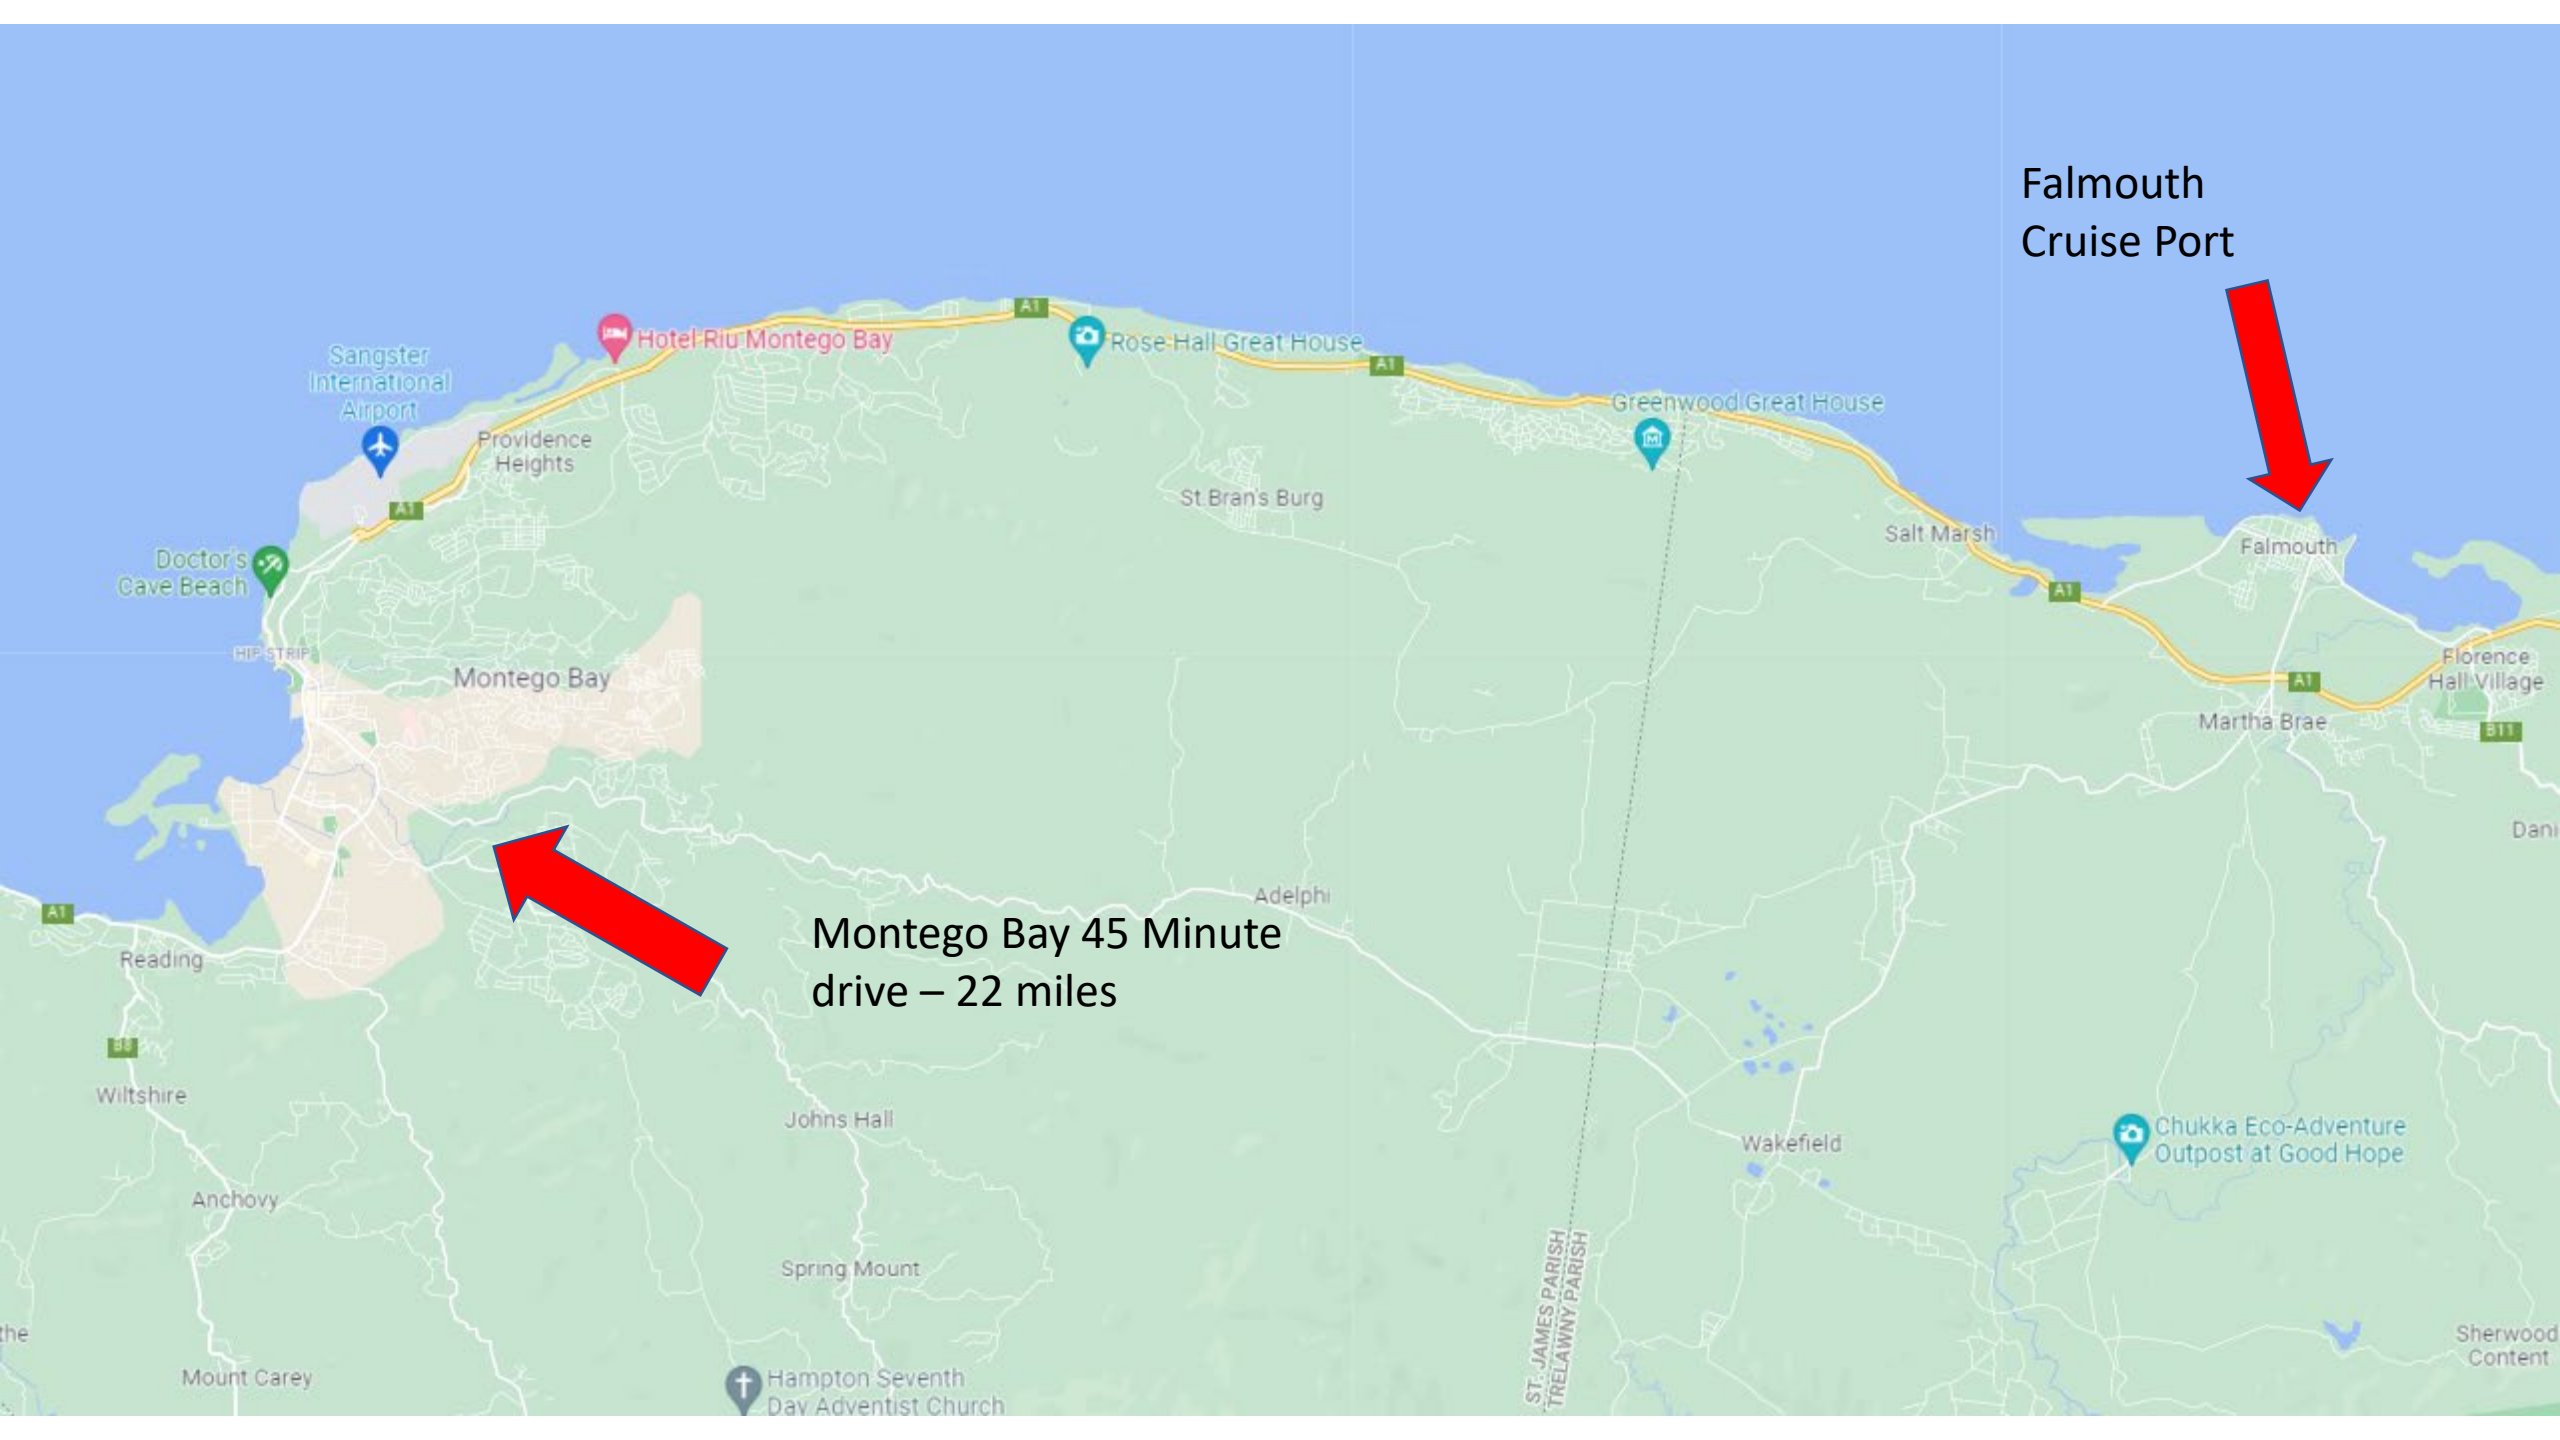 Falmouth
Cruise Port
A1
Hotel Riu Montego Bay
Rose Hall Great House
Sangster
International
Airport
A1
Greenwood Great House
Providence
Heights
St Bran's Burg
A1
Salt Marsh
Falmouth
Doctor's
Cave Beach
A1
HIP STRIP
Montego Bay
Florence
Hall Village
A1
Martha Brae
B11
Dani
Adelphi
A1
Montego Bay 45 Minute
drive – 22 miles
Reading
B8
Wiltshire
Johns Hall
Wakefield
Chukka Eco-Adventure
Outpost at Good Hope
Anchovy
Spring Mount
ST. JAMES PARISH
TRELAWNY PARISH
the
Sherwood
Content
Mount Carey
Hampton Seventh
Day Adventist Church